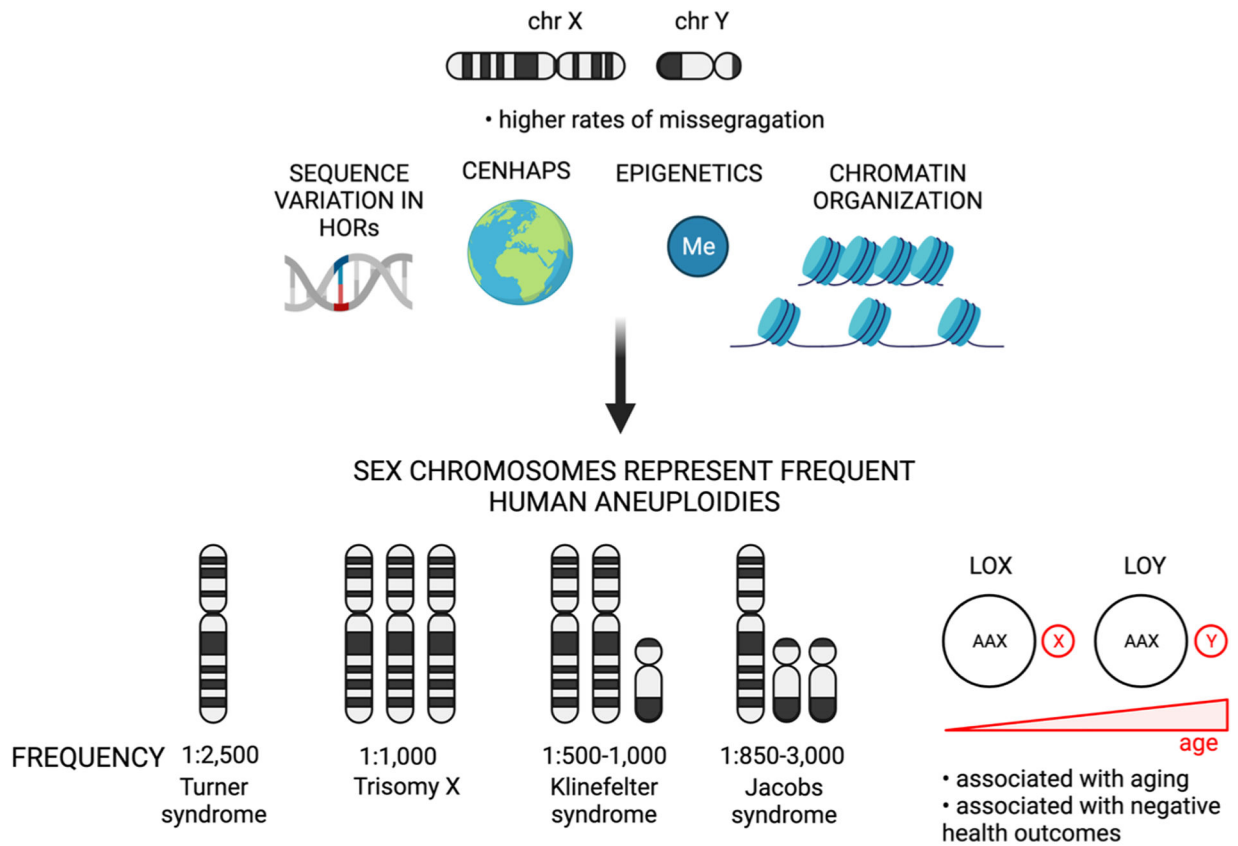 chr X
chr Y
• higher rates of missegragation
SEQUENCE
VARIATION IN
HORs
CENHAPS
EPIGENETICS
Me
CHROMATIN
ORGANIZATION
SEX CHROMOSOMES REPRESENT FREQUENT
HUMAN ANEUPLOIDIES
FREQUENCY
1:2,500
Turner
syndrome
1:1,000
Trisomy X
1:500-1,000
Klinefelter
syndrome
1:850-3,000
Jacobs
syndrome
LOX
AAX
X
LOY
AAX
Y
age
• associated with aging
• associated with negative
health outcomes